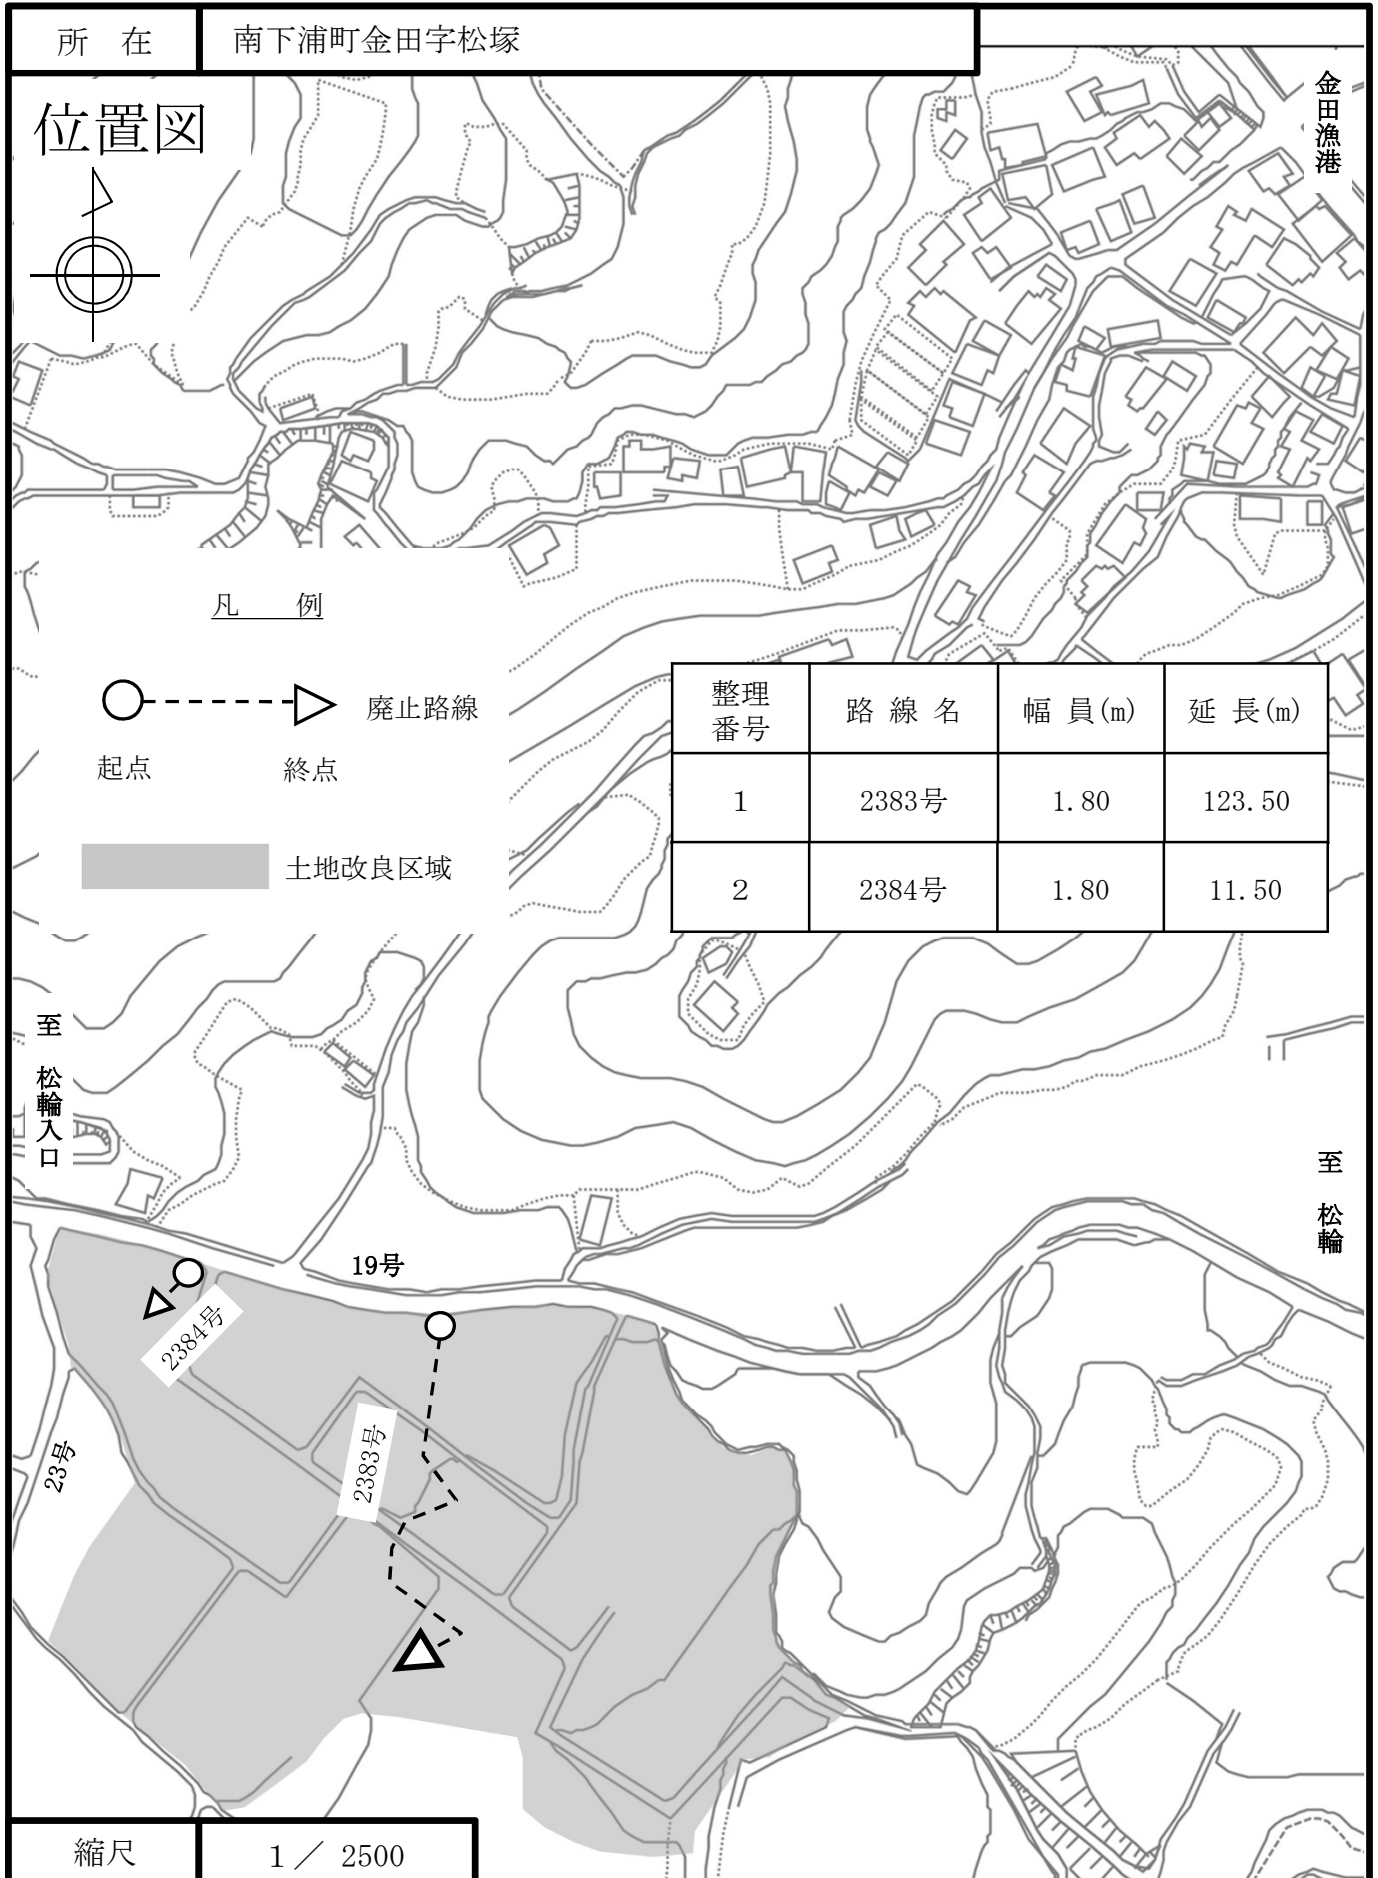 所 在
南下浦町金田字松塚
位置図
金田漁港
凡 例
廃止路線
起点 終点
土地改良区域
整理番号 路 線 名 幅 員(m) 延 長(m)
1 2383号 1.80 123.50
2 2384号 1.80 11.50
至 松輪入口
至 松輪
19号
2384号
2383号
23号
縮尺
1／ 2500